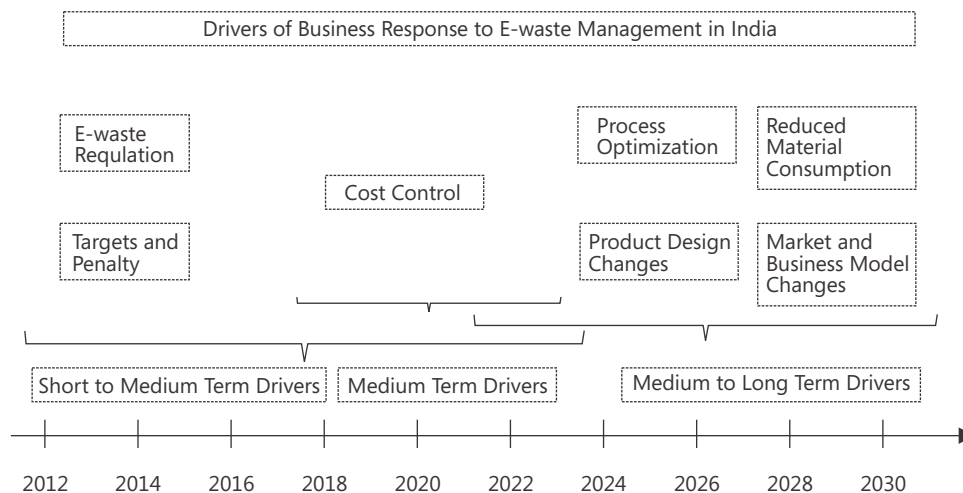 Drivers of Business Response to E-waste Management in India
E-waste
Requlation
Process
Optimization
Reduced
Material
Consumption
Cost Control
Targets and
Penalty
Product Design
Changes
Market and
Business Model
Changes
Short to Medium Term Drivers
Medium Term Drivers
Medium to Long Term Drivers
2012 2014 2016 2018 2020 2022 2024 2026 2028 2030